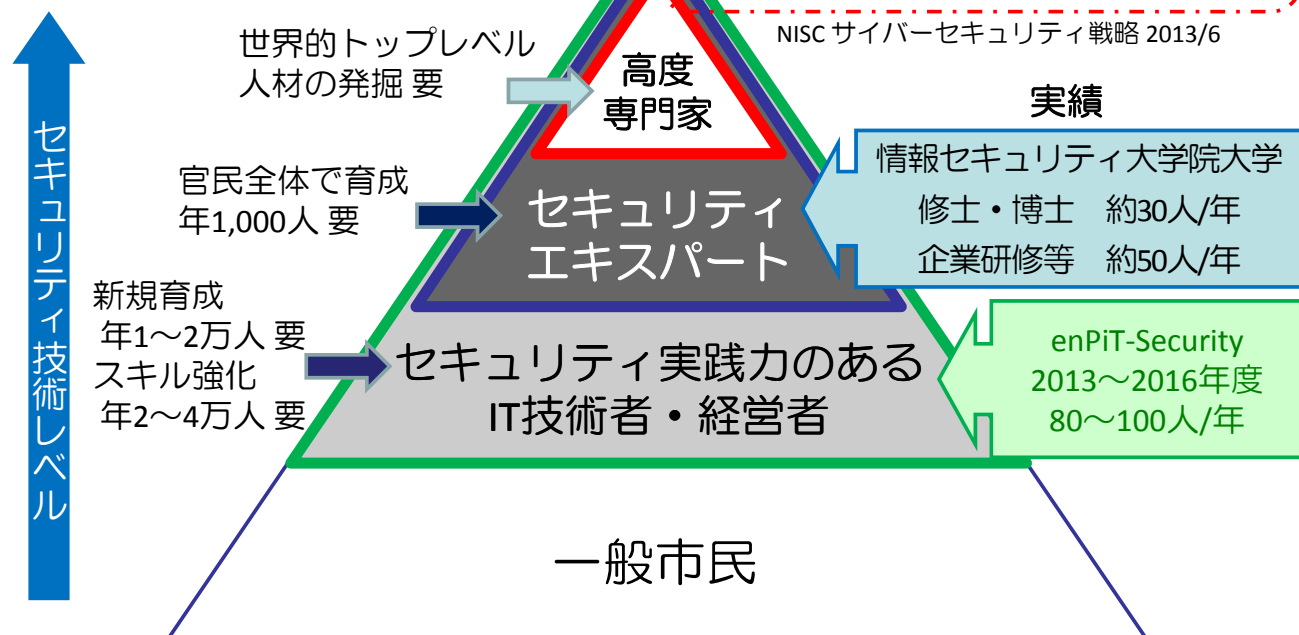 NISC サイバーセキュリティ戦略 2013/6
世界的トップレベル
人材の発掘 要
高度
専門家
実績
情報セキュリティ大学院大学
修士・博士 約30人/年
企業研修等 約50人/年
官民全体で育成
年1,000人 要
セキュリティ
エキスパート
新規育成
年1～2万人 要
スキル強化
年2～4万人 要
セキュリティ実践力のある
IT技術者・経営者
enPiT-Security
2013～2016年度
80～100人/年
一般市民
セキュリティ技術レベル